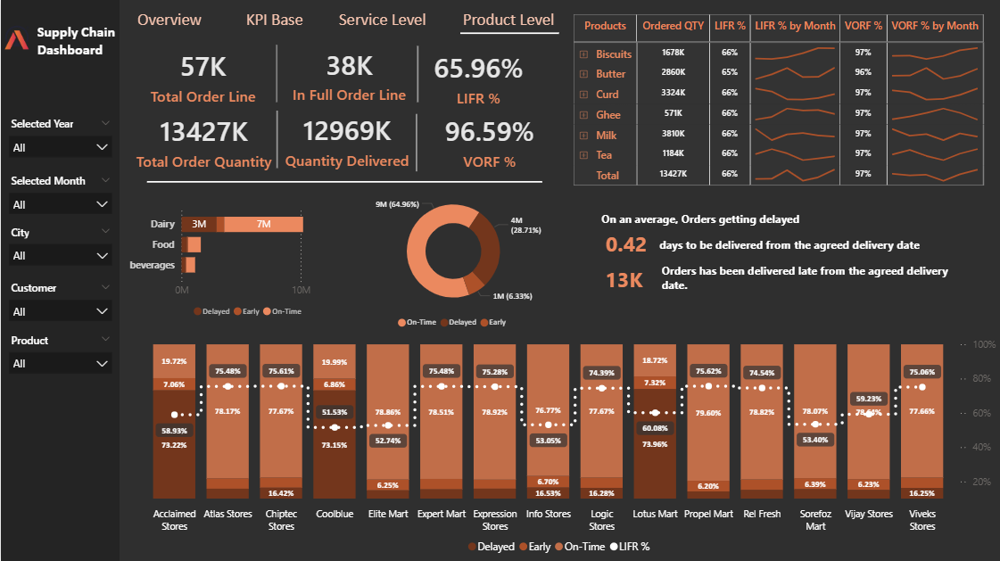 Supply Chain
Dashboard
Selected Year
All
Selected Month
All
City
All
Customer
All
Product
All
Overview KPI Base Service Level Product Level
57K
Total Order Line
38K
In Full Order Line
65.96%
LIFR %
13427K
Total Order Quantity
12969K
Quantity Delivered
96.59%
VORF %
Products Ordered QTY LIFR % LIFR % by Month VORF % VORF % by Month
Biscuits 1678K 66% 97%
Butter 2860K 65% 96%
Curd 3324K 66% 97%
Ghee 571K 66% 97%
Milk 3810K 66% 97%
Tea 1184K 66% 97%
Total 13427K 66% 97%
Dairy 3M 7M
Food
beverages
0M 10M
Delayed Early On-Time
9M (64.96%)
4M
(28.71%)
1M (6.33%)
On-Time Delayed Early
On an average, Orders getting delayed
0.42 days to be delivered from the agreed delivery date
13K Orders has been delivered late from the agreed delivery
date.
19.72%
7.06%
58.93%
73.22%
Acclaimed
Stores
75.48%
78.17%
Atlas Stores
75.61%
77.67%
16.42%
Chiptec
Stores
19.99%
6.86%
51.53%
73.15%
Coolblue
78.86%
52.74%
6.25%
Elite Mart
75.48%
78.51%
Expert Mart
75.28%
78.92%
Expression
Stores
76.77%
53.05%
6.70%
16.53%
Info Stores
74.39%
77.67%
16.28%
Logic
Stores
18.72%
7.32%
60.08%
73.96%
Lotus Mart
75.62%
79.60%
6.20%
Propel Mart
74.54%
78.82%
Rel Fresh
78.07%
53.40%
6.39%
Sorefoz
Mart
59.23%
6.23%
Vijay Stores
75.06%
77.66%
16.25%
Viveks
Stores
100%
80%
60%
40%
20%
Delayed Early On-Time LIFR %